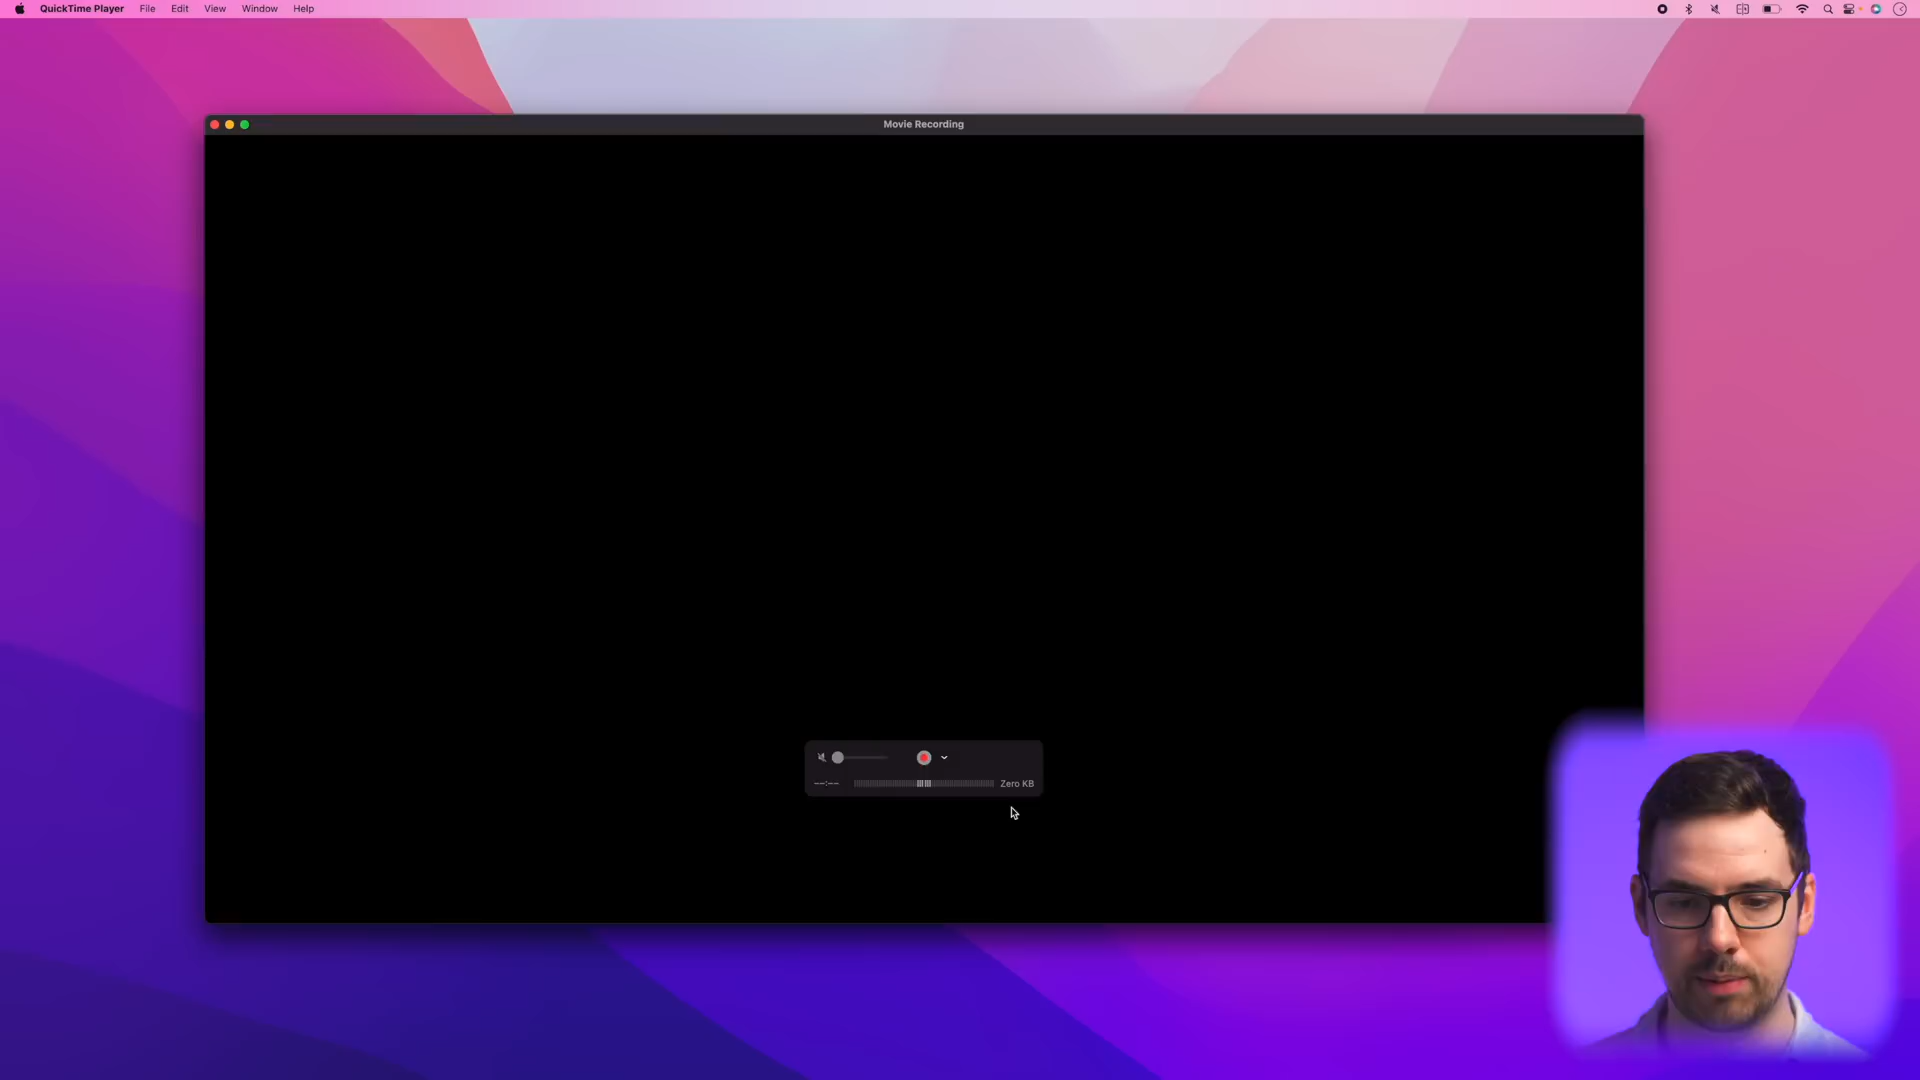 QuickTime Player File Edit View Window Help
Movie Recording
--:-- Zero KB